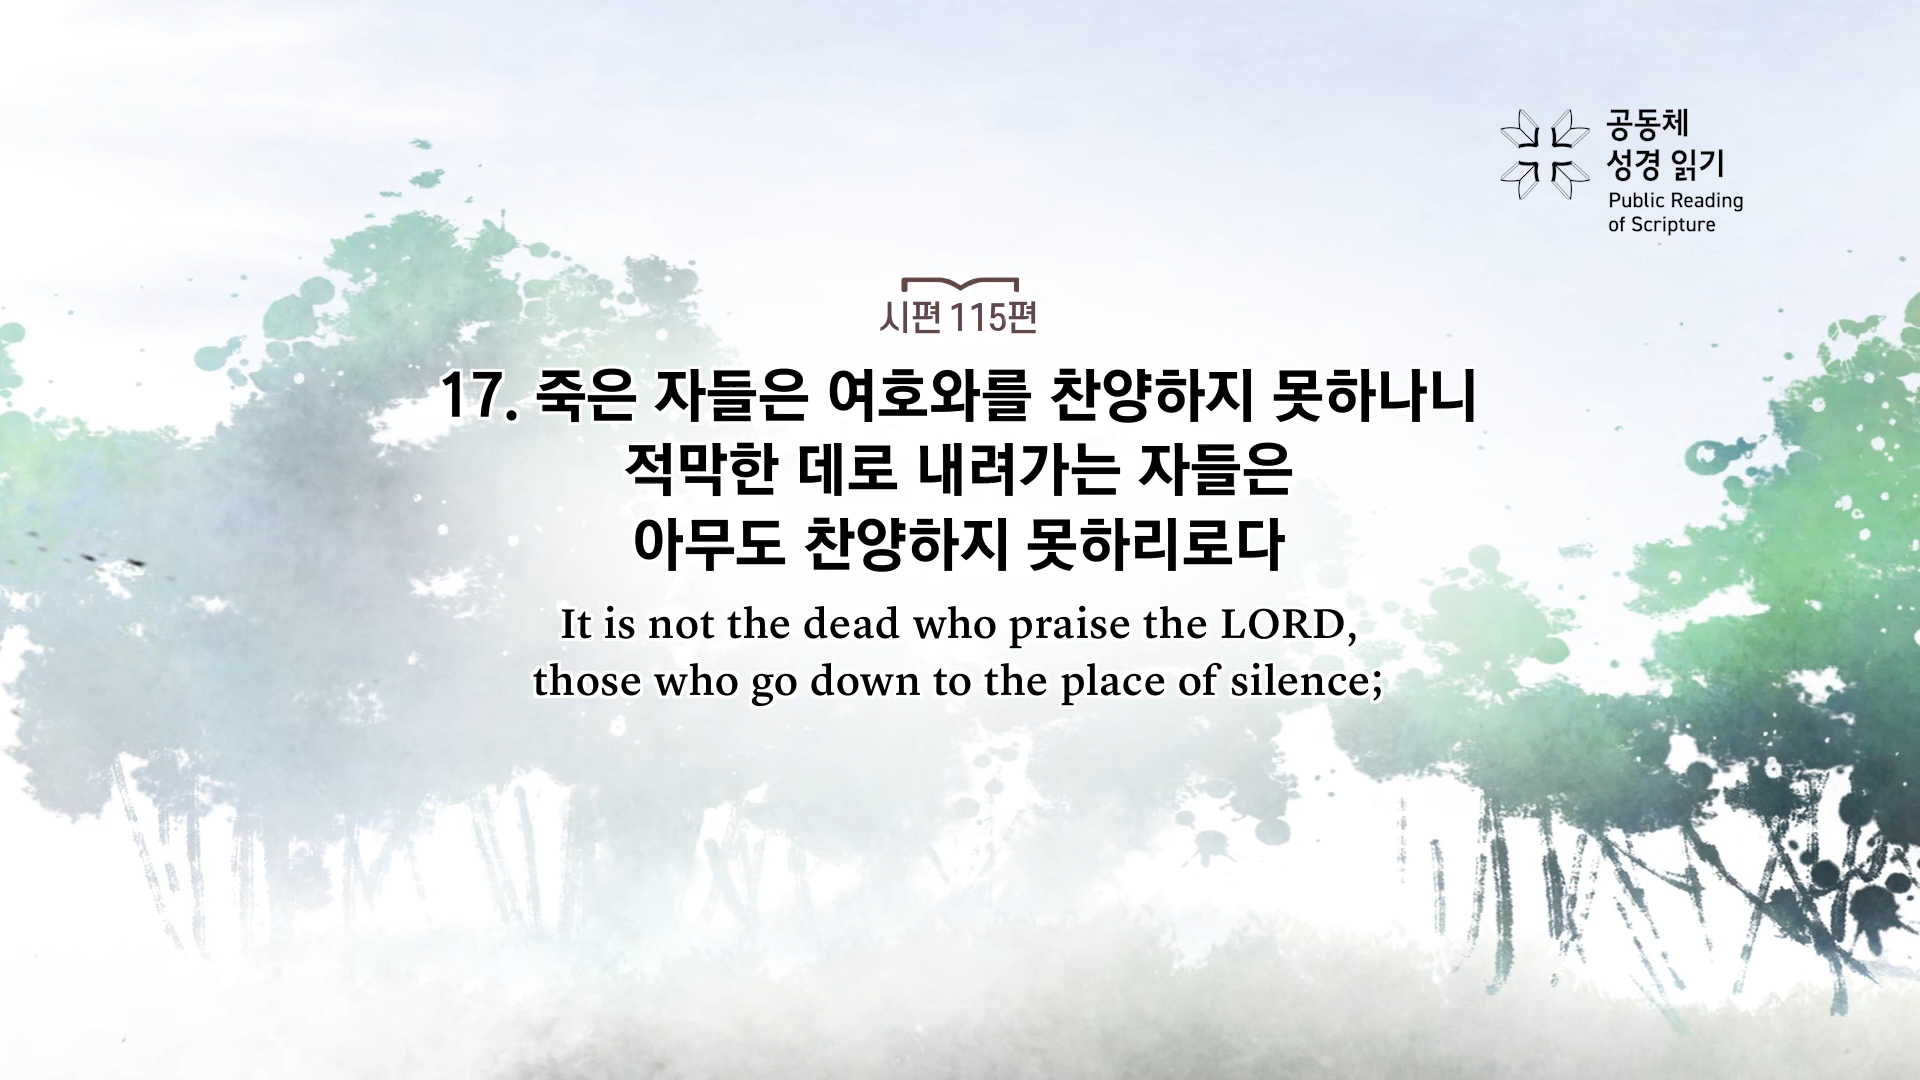 공동체
성경 읽기
Public Reading
of Scripture
시편 115편
17. 죽은 자들은 여호와를 찬양하지 못하나니
적막한 데로 내려가는 자들은
아무도 찬양하지 못하리로다
It is not the dead who praise the LORD,
those who go down to the place of silence;